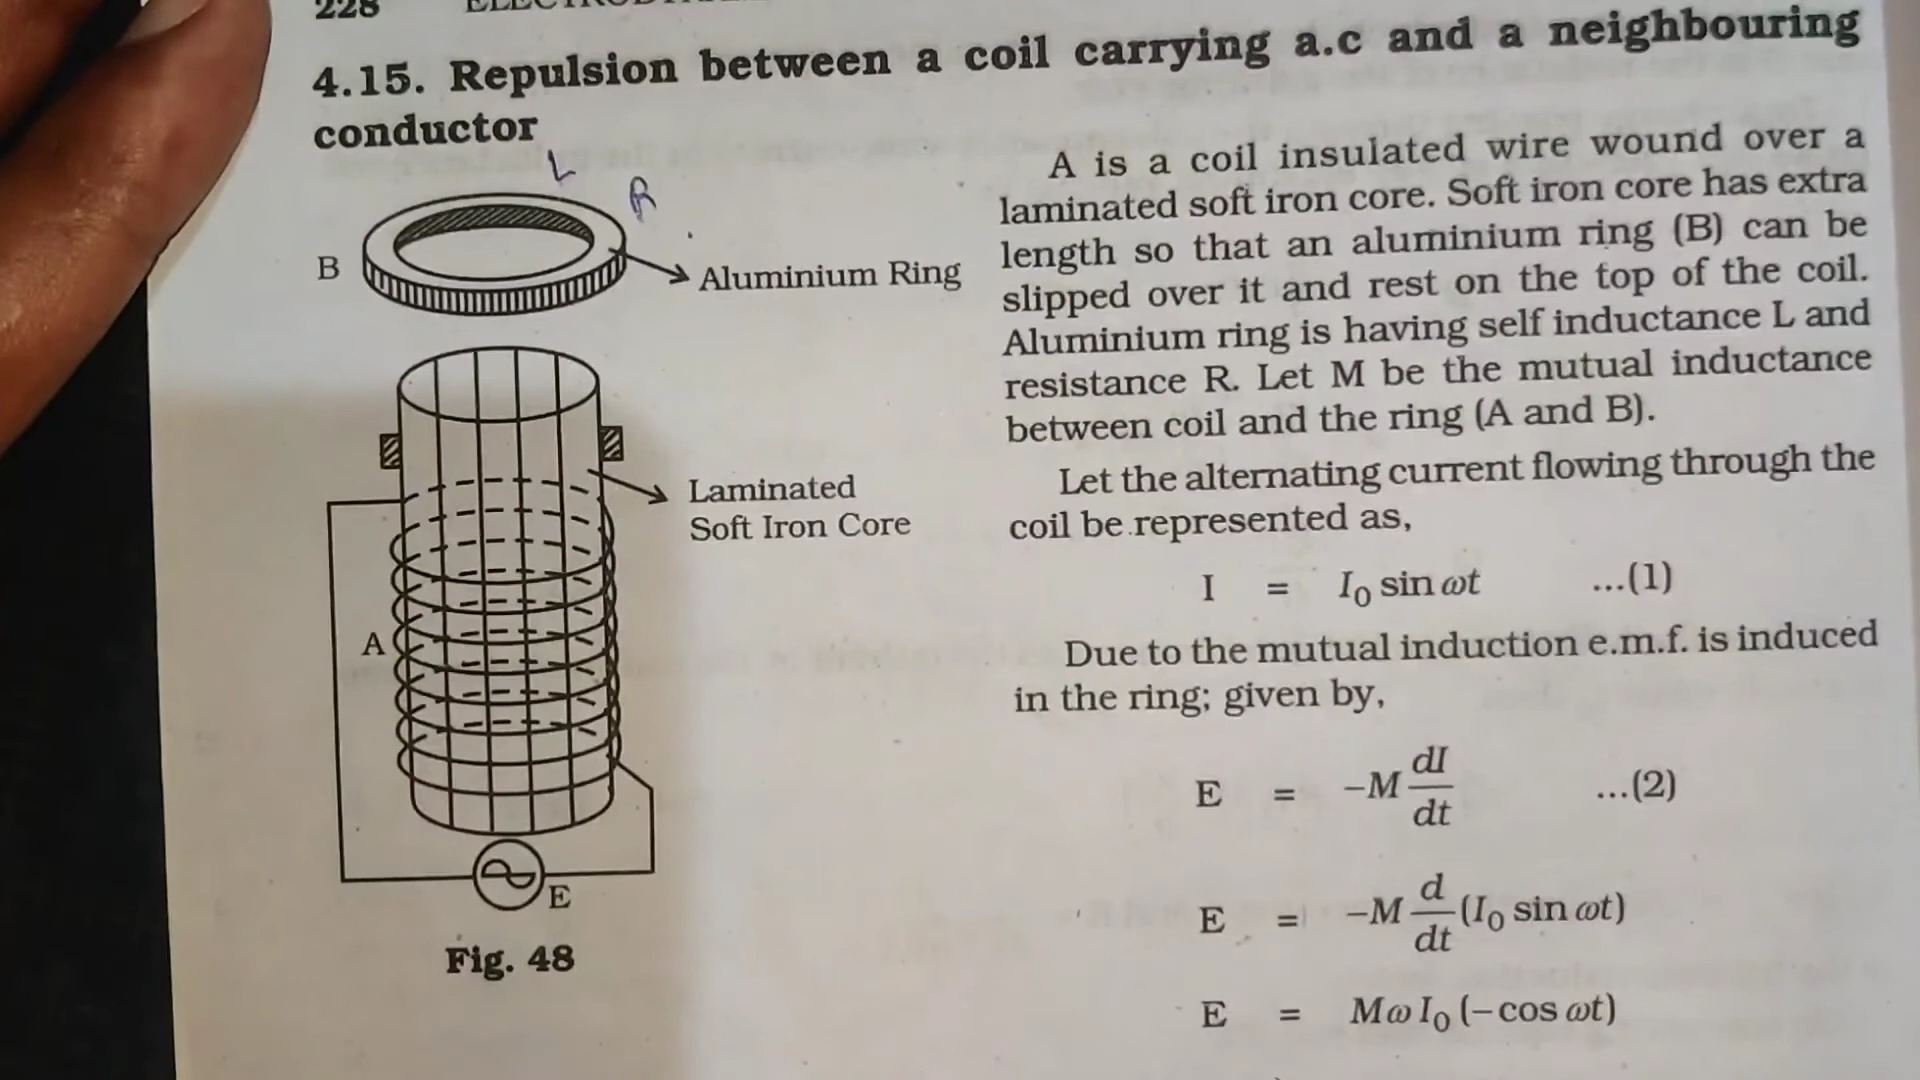 228
4.15. Repulsion between a coil carrying a.c and a neighbouring
conductor
L
R
B
Aluminium Ring
Laminated
Soft Iron Core
A
E
Fig. 48
A is a coil insulated wire wound over a
laminated soft iron core. Soft iron core has extra
length so that an aluminium ring (B) can be
slipped over it and rest on the top of the coil.
Aluminium ring is having self inductance L and
resistance R. Let M be the mutual inductance
between coil and the ring (A and B).
Let the alternating current flowing through the
coil be represented as,
I = I₀ sin ωt ...(1)
Due to the mutual induction e.m.f. is induced
in the ring; given by,
E = −M dI/dt ...(2)
E = −M d/dt (I₀ sin ωt)
E = MωI₀ (−cos ωt)